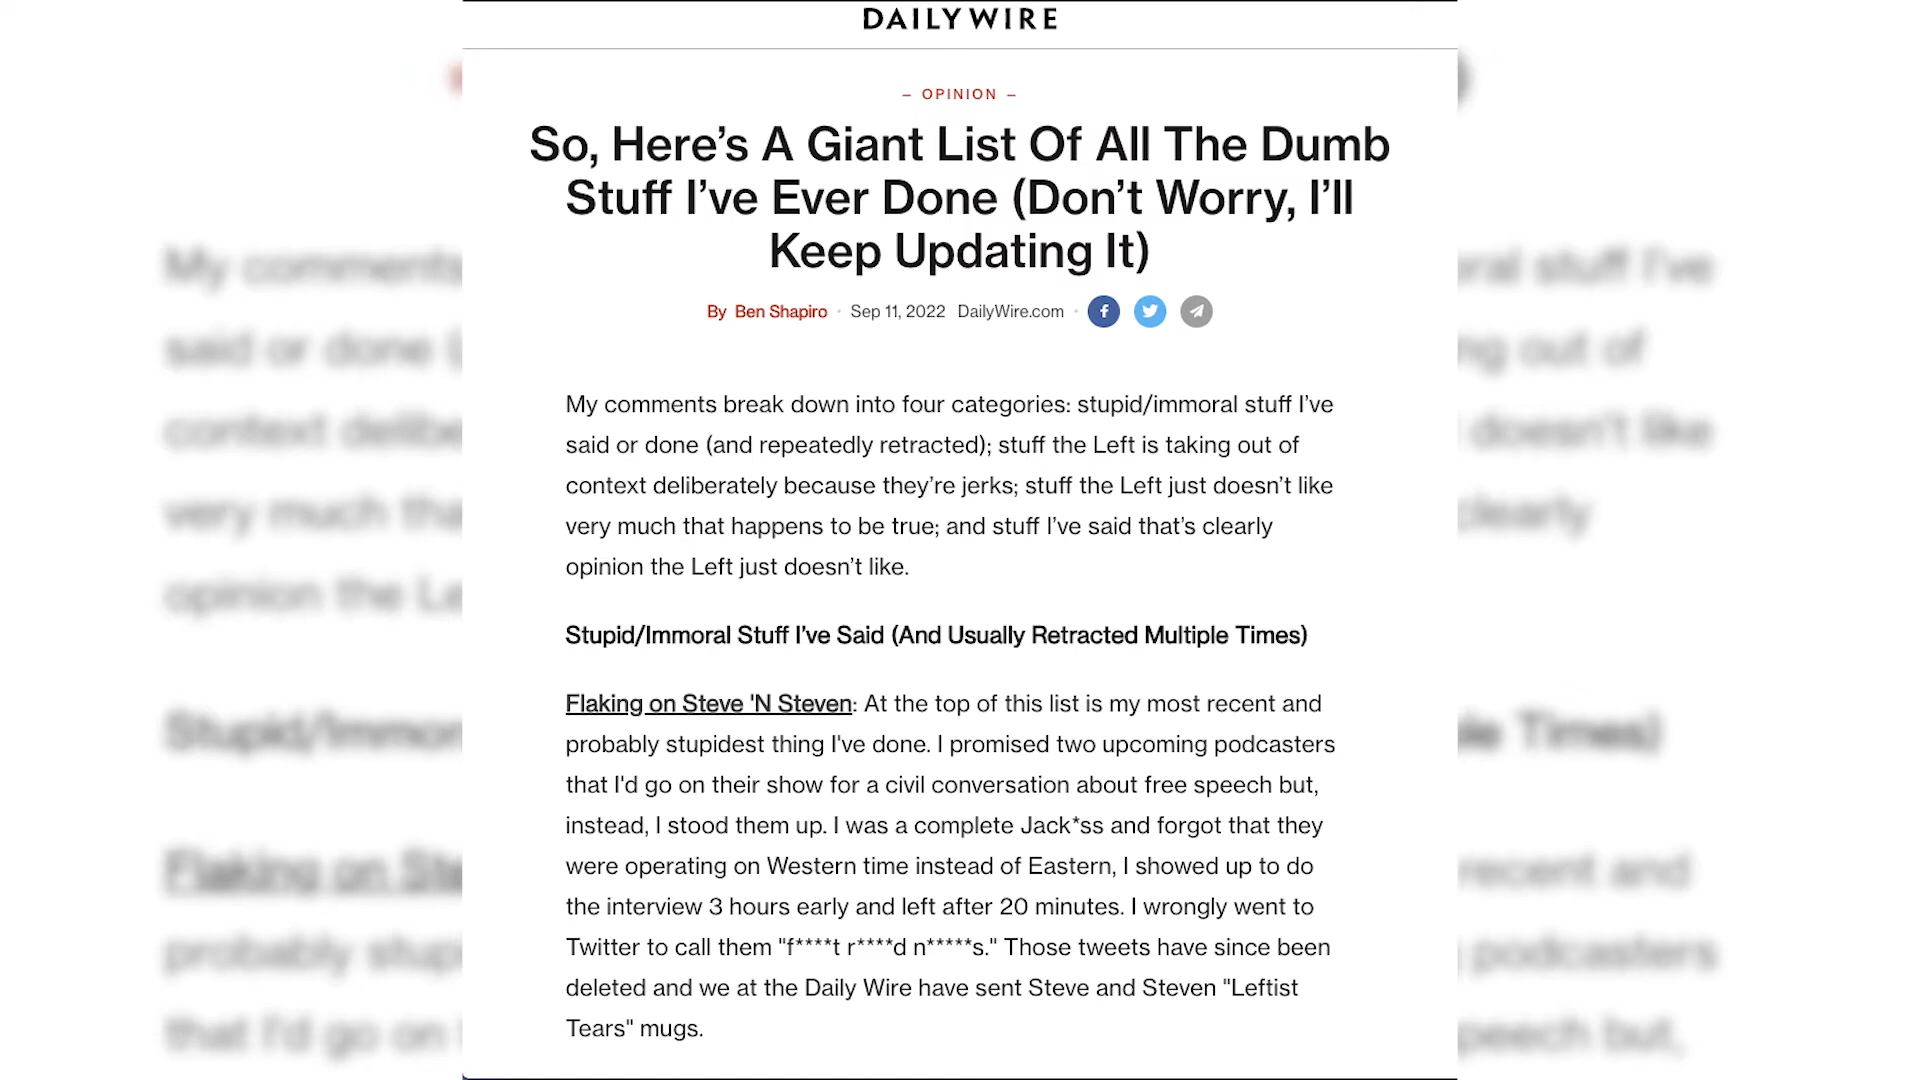 DAILYWIRE
– OPINION –
So, Here’s A Giant List Of All The Dumb
Stuff I’ve Ever Done (Don’t Worry, I’ll
Keep Updating It)
By Ben Shapiro · Sep 11, 2022 DailyWire.com ·
My comments break down into four categories: stupid/immoral stuff I’ve
said or done (and repeatedly retracted); stuff the Left is taking out of
context deliberately because they’re jerks; stuff the Left just doesn’t like
very much that happens to be true; and stuff I’ve said that’s clearly
opinion the Left just doesn’t like.
Stupid/Immoral Stuff I’ve Said (And Usually Retracted Multiple Times)
Flaking on Steve 'N Steven: At the top of this list is my most recent and
probably stupidest thing I've done. I promised two upcoming podcasters
that I'd go on their show for a civil conversation about free speech but,
instead, I stood them up. I was a complete Jack*ss and forgot that they
were operating on Western time instead of Eastern, I showed up to do
the interview 3 hours early and left after 20 minutes. I wrongly went to
Twitter to call them "f****t r****d n*****s." Those tweets have since been
deleted and we at the Daily Wire have sent Steve and Steven "Leftist
Tears" mugs.